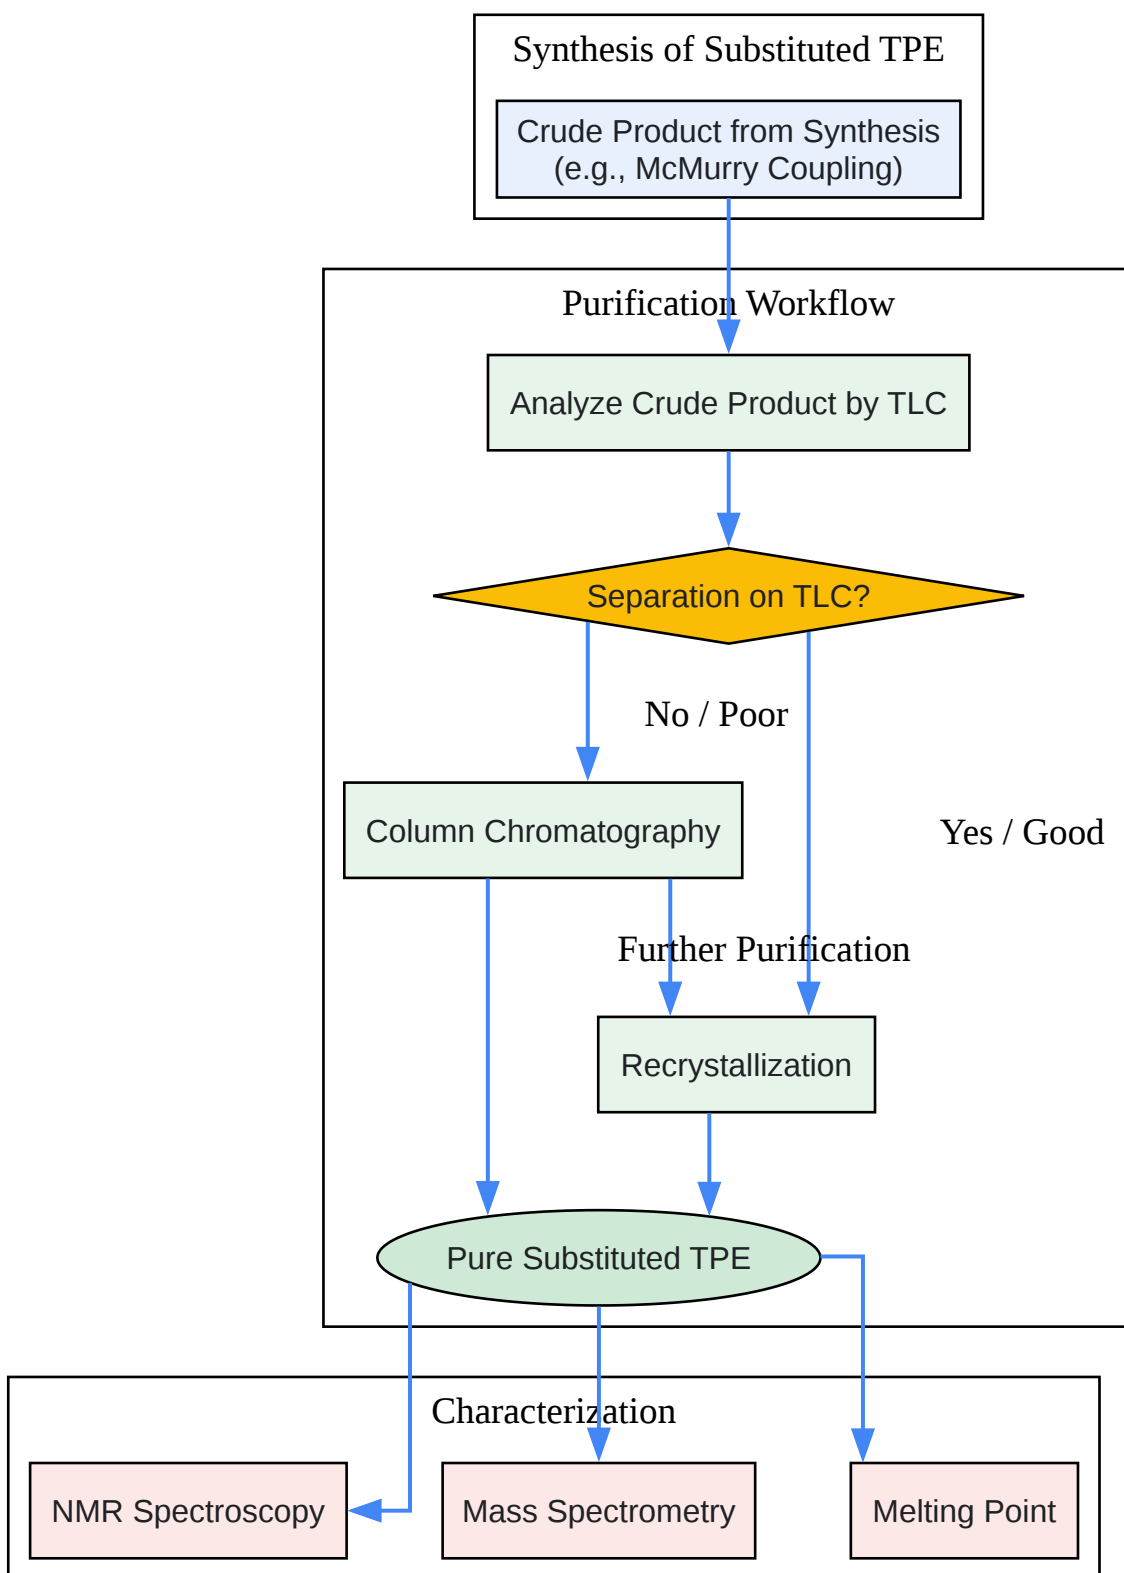 Synthesis of Substituted TPE
Crude Product from Synthesis
(e.g., McMurry Coupling)
Purification Workflow
Analyze Crude Product by TLC
Separation on TLC?
No / Poor
Column Chromatography
Yes / Good
Further Purification
Recrystallization
Pure Substituted TPE
Characterization
NMR Spectroscopy
Mass Spectrometry
Melting Point